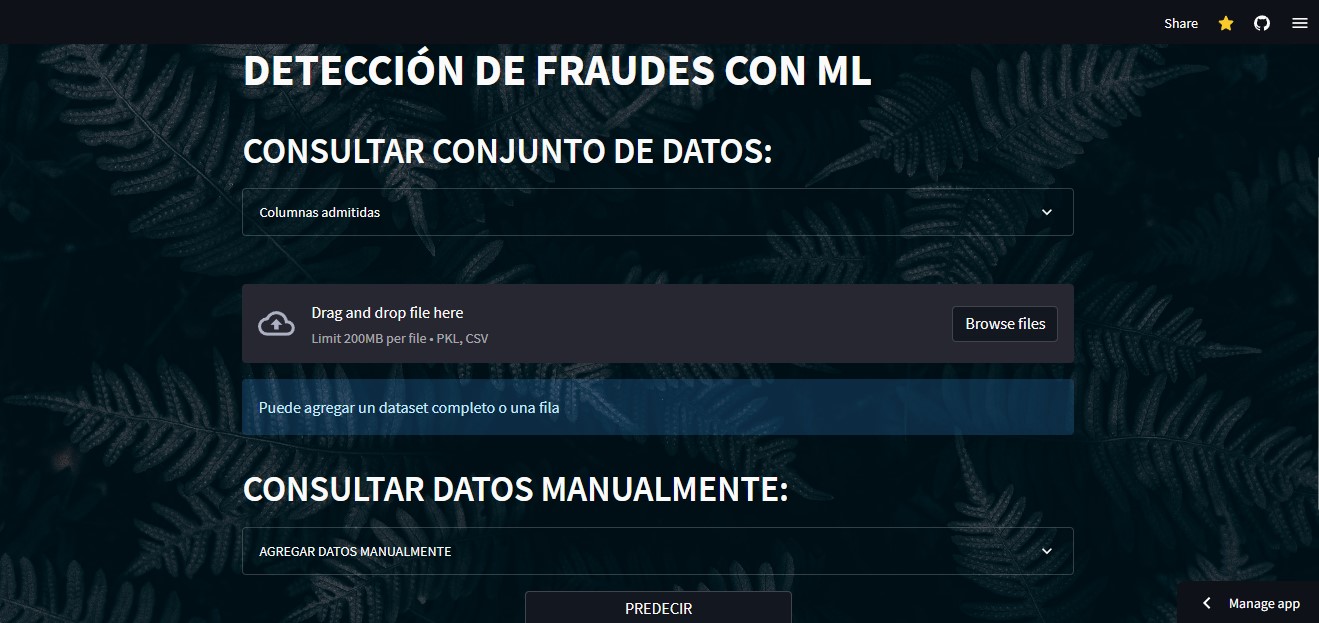 Share
DETECCIÓN DE FRAUDES CON ML
CONSULTAR CONJUNTO DE DATOS:
Columnas admitidas
Drag and drop file here
Limit 200MB per file • PKL, CSV
Browse files
Puede agregar un dataset completo o una fila
CONSULTAR DATOS MANUALMENTE:
AGREGAR DATOS MANUALMENTE
PREDECIR
Manage app